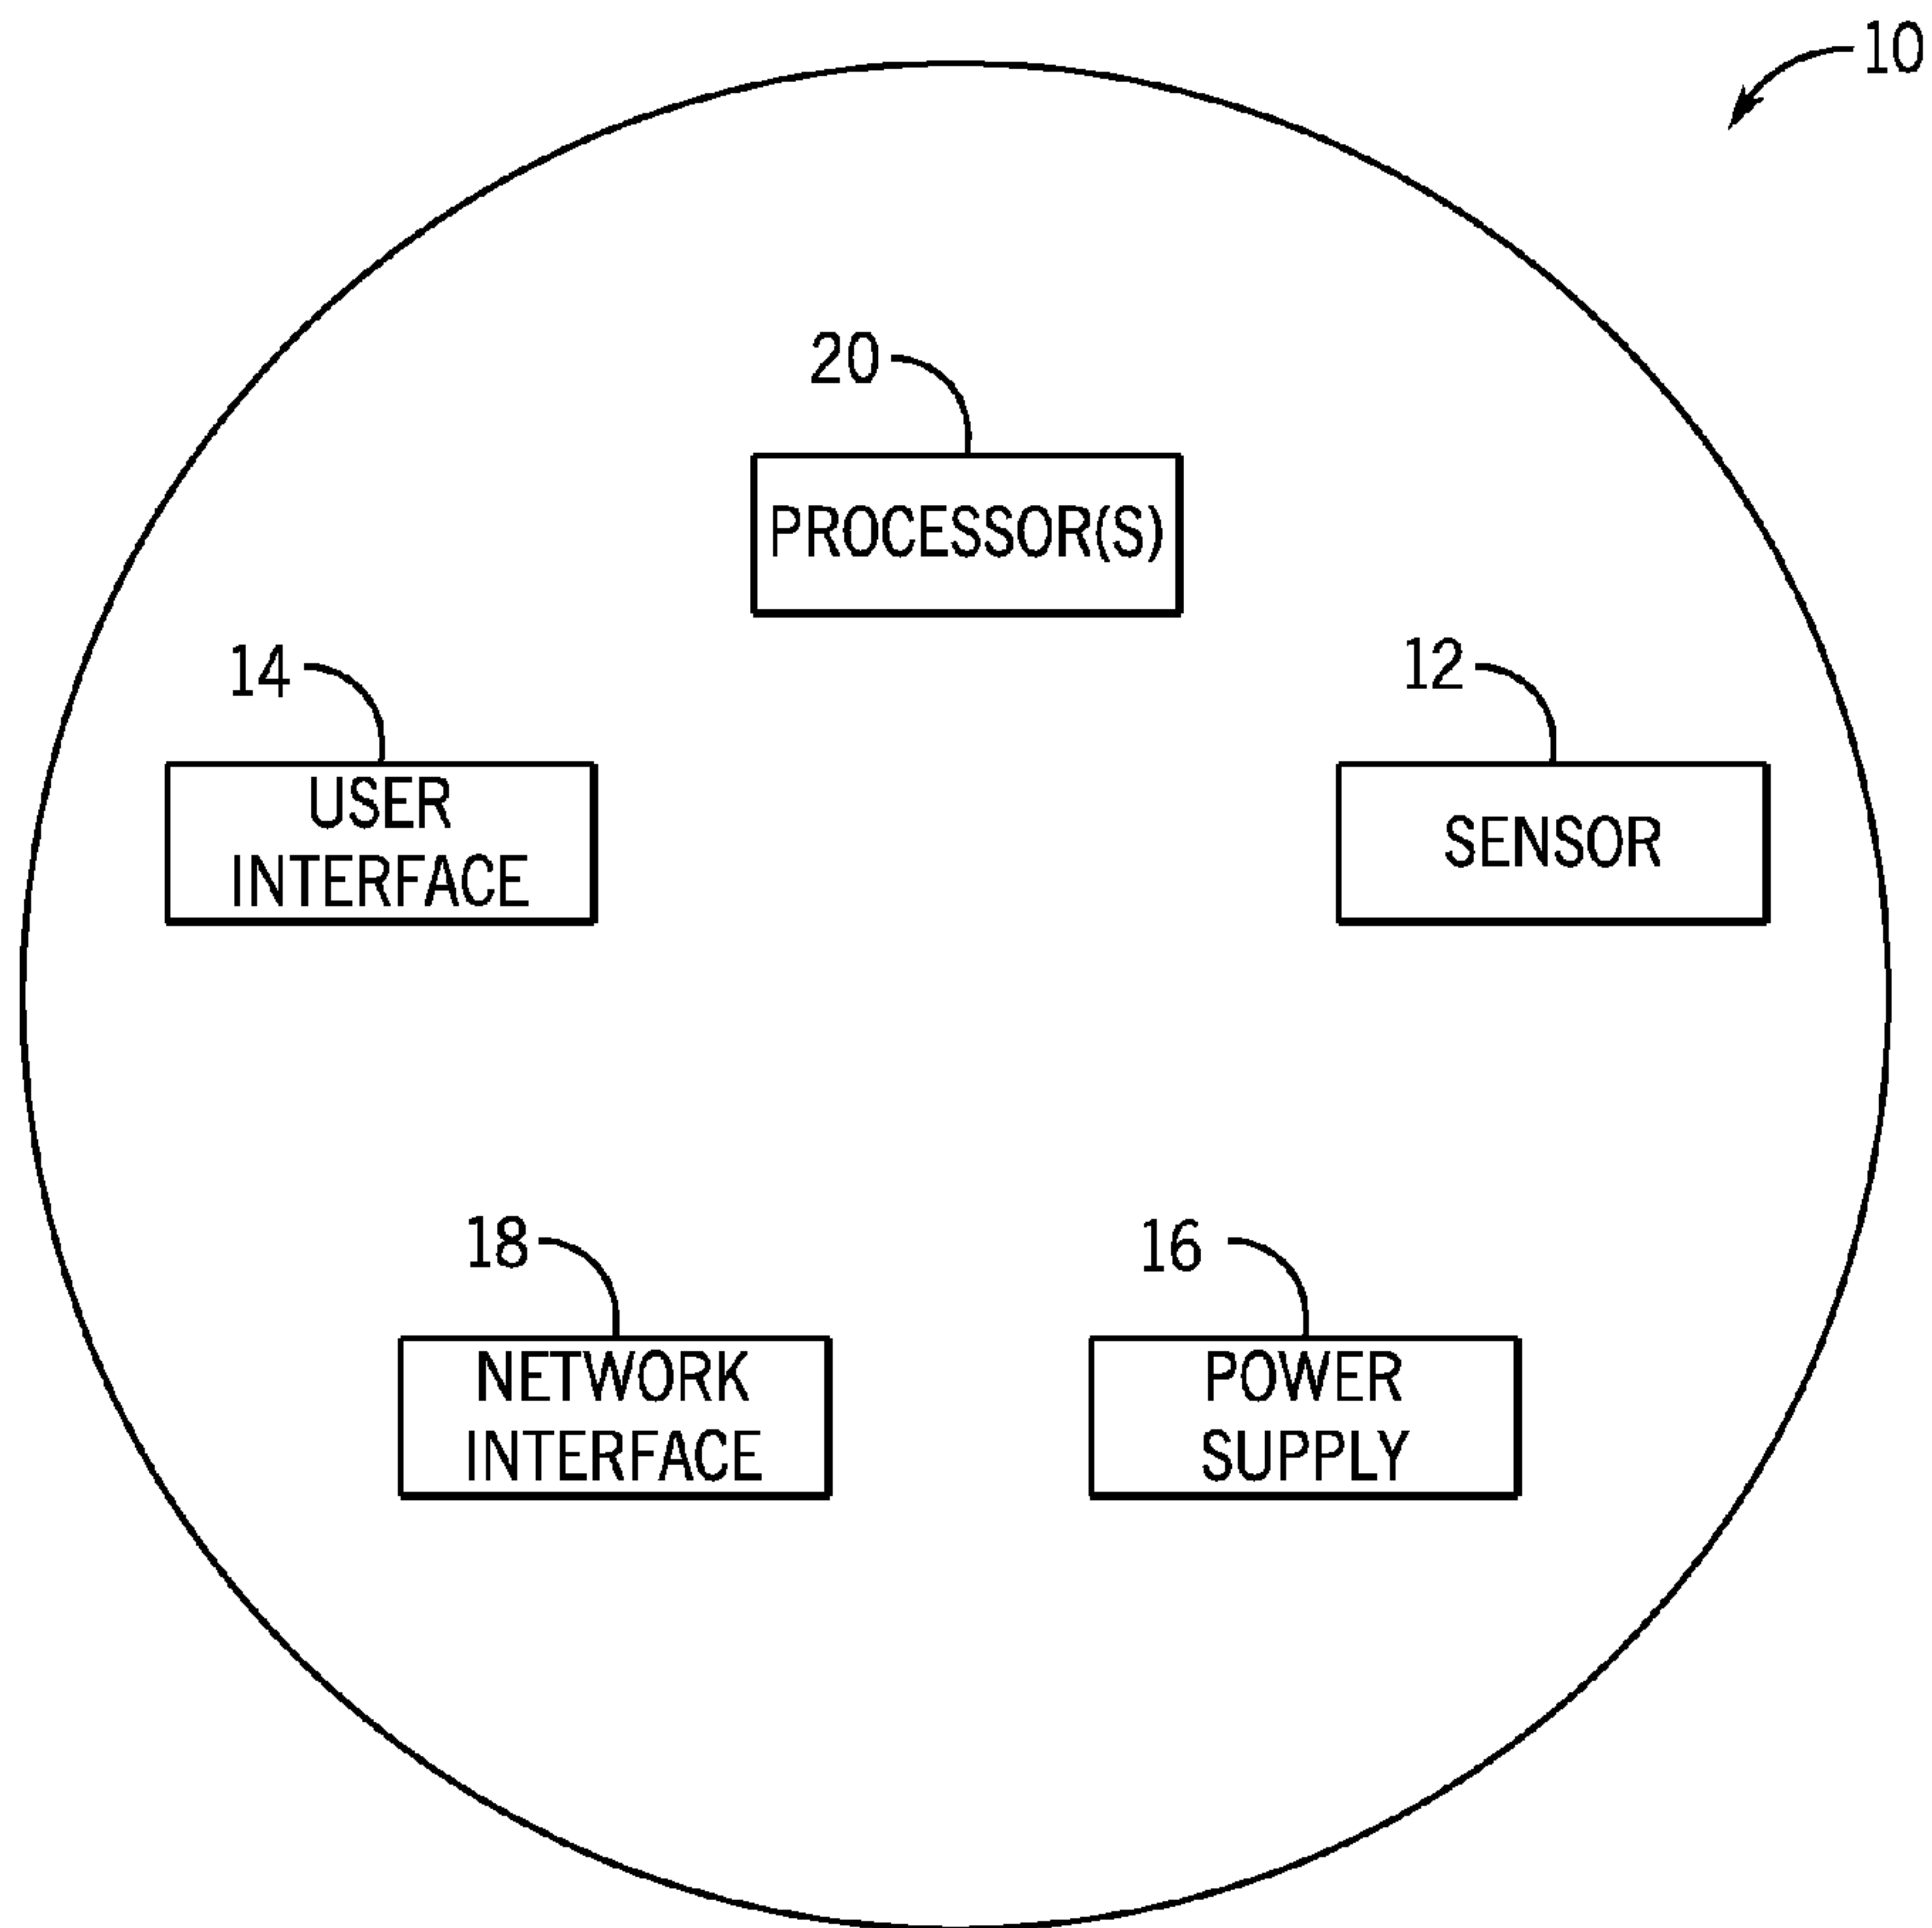 10
20
PROCESSOR(S)
14
USER
INTERFACE
12
SENSOR
18
NETWORK
INTERFACE
16
POWER
SUPPLY